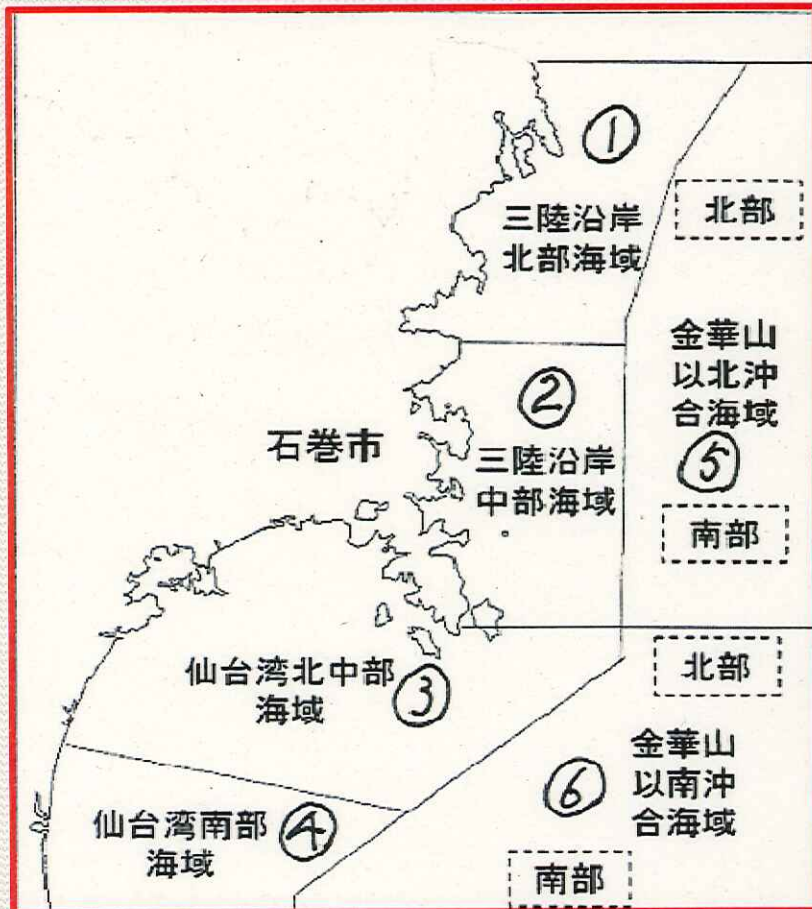 ①
三陸沿岸
北部海域
北部
金華山
以北沖
合海域
⑤
南部
②
三陸沿岸
中部海域
石巻市
仙台湾北中部
海域
③
北部
金華山
以南沖
合海域
⑥
南部
仙台湾南部
海域
④